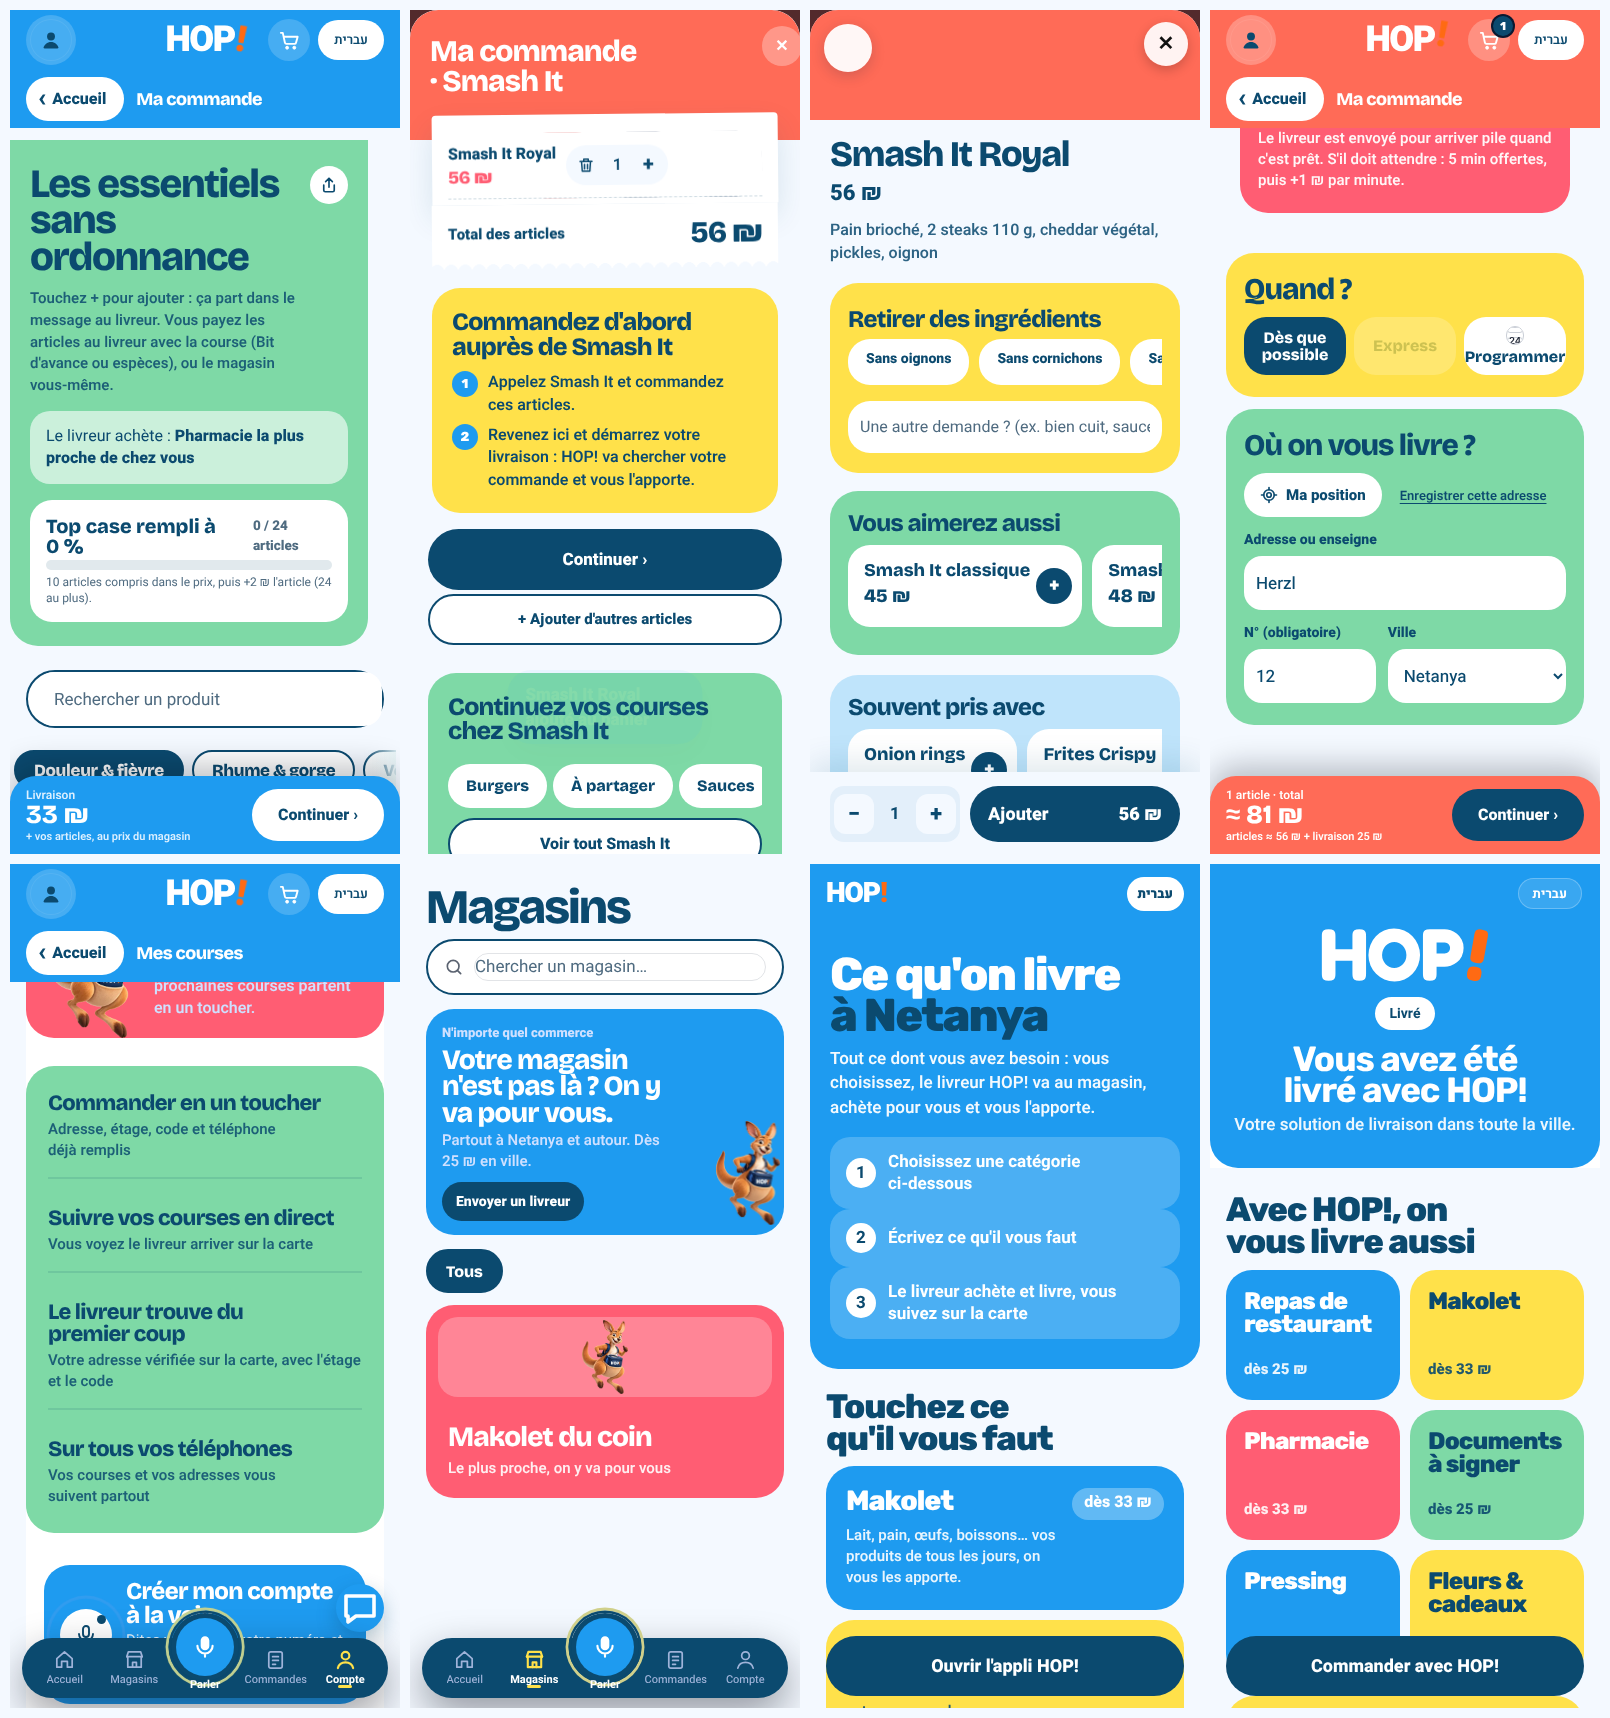 HOP!
עברית
‹ Accueil
Ma commande
Les essentiels
sans
ordonnance
Touchez + pour ajouter : ça part dans le
message au livreur. Vous payez les
articles au livreur avec la course (Bit
d'avance ou espèces), ou le magasin
vous-même.
Le livreur achète : Pharmacie la plus
proche de chez vous
Top case rempli à
0 %
0 / 24
articles
10 articles compris dans le prix, puis +2 ₪ l'article (24
au plus).
Rechercher un produit
Douleur & fièvre
Rhume & gorge
Livraison
33 ₪
+ vos articles, au prix du magasin
Continuer ›
Ma commande
· Smash It
×
Smash It Royal
56 ₪
1
+
Total des articles
56 ₪
Commandez d'abord
auprès de Smash It
1
Appelez Smash It et commandez
ces articles.
2
Revenez ici et démarrez votre
livraison : HOP! va chercher votre
commande et vous l'apporte.
Continuer ›
+ Ajouter d'autres articles
Continuez vos courses
chez Smash It
Burgers
À partager
Sauces
Voir tout Smash It
✕
Smash It Royal
56 ₪
Pain brioché, 2 steaks 110 g, cheddar végétal,
pickles, oignon
Retirer des ingrédients
Sans oignons
Sans cornichons
Sa
Une autre demande ? (ex. bien cuit, sauce
Vous aimerez aussi
Smash It classique
45 ₪
+
Smash
48 ₪
Souvent pris avec
Onion rings
+
Frites Crispy
−
1
+
Ajouter
56 ₪
HOP!
1
עברית
‹ Accueil
Ma commande
Le livreur est envoyé pour arriver pile quand
c'est prêt. S'il doit attendre : 5 min offertes,
puis +1 ₪ par minute.
Quand ?
Dès que
possible
Express
24
Programmer
Où on vous livre ?
Ma position
Enregistrer cette adresse
Adresse ou enseigne
Herzl
N° (obligatoire)
Ville
12
Netanya
1 article · total
≈ 81 ₪
articles ≈ 56 ₪ + livraison 25 ₪
Continuer ›
HOP!
עברית
‹ Accueil
Mes courses
prochaines courses partent
en un toucher.
Commander en un toucher
Adresse, étage, code et téléphone
déjà remplis
Suivre vos courses en direct
Vous voyez le livreur arriver sur la carte
Le livreur trouve du
premier coup
Votre adresse vérifiée sur la carte, avec l'étage
et le code
Sur tous vos téléphones
Vos courses et vos adresses vous
suivent partout
Créer mon compte
à la
Accueil
Magasins
Parler
Commandes
Compte
Magasins
Chercher un magasin...
N'importe quel commerce
Votre magasin
n'est pas là ? On y
va pour vous.
Partout à Netanya et autour. Dès
25 ₪ en ville.
Envoyer un livreur
HOP
Tous
HOP
Makolet du coin
Le plus proche, on y va pour vous
Accueil
Magasins
Parler
Commandes
Compte
HOP!
עברית
Ce qu'on livre
à Netanya
Tout ce dont vous avez besoin : vous
choisissez, le livreur HOP! va au magasin,
achète pour vous et vous l'apporte.
1
Choisissez une catégorie
ci-dessous
2
Écrivez ce qu'il vous faut
3
Le livreur achète et livre, vous
suivez sur la carte
Touchez ce
qu'il vous faut
Makolet
dès 33 ₪
Lait, pain, œufs, boissons... vos
produits de tous les jours, on
vous les apporte.
Ouvrir l'appli HOP!
עברית
HOP!
Livré
Vous avez été
livré avec HOP!
Votre solution de livraison dans toute la ville.
Avec HOP!, on
vous livre aussi
Repas de
restaurant
dès 25 ₪
Makolet
dès 33 ₪
Pharmacie
dès 33 ₪
Documents
à signer
dès 25 ₪
Pressing
Fleurs &
cadeaux
Commander avec HOP!